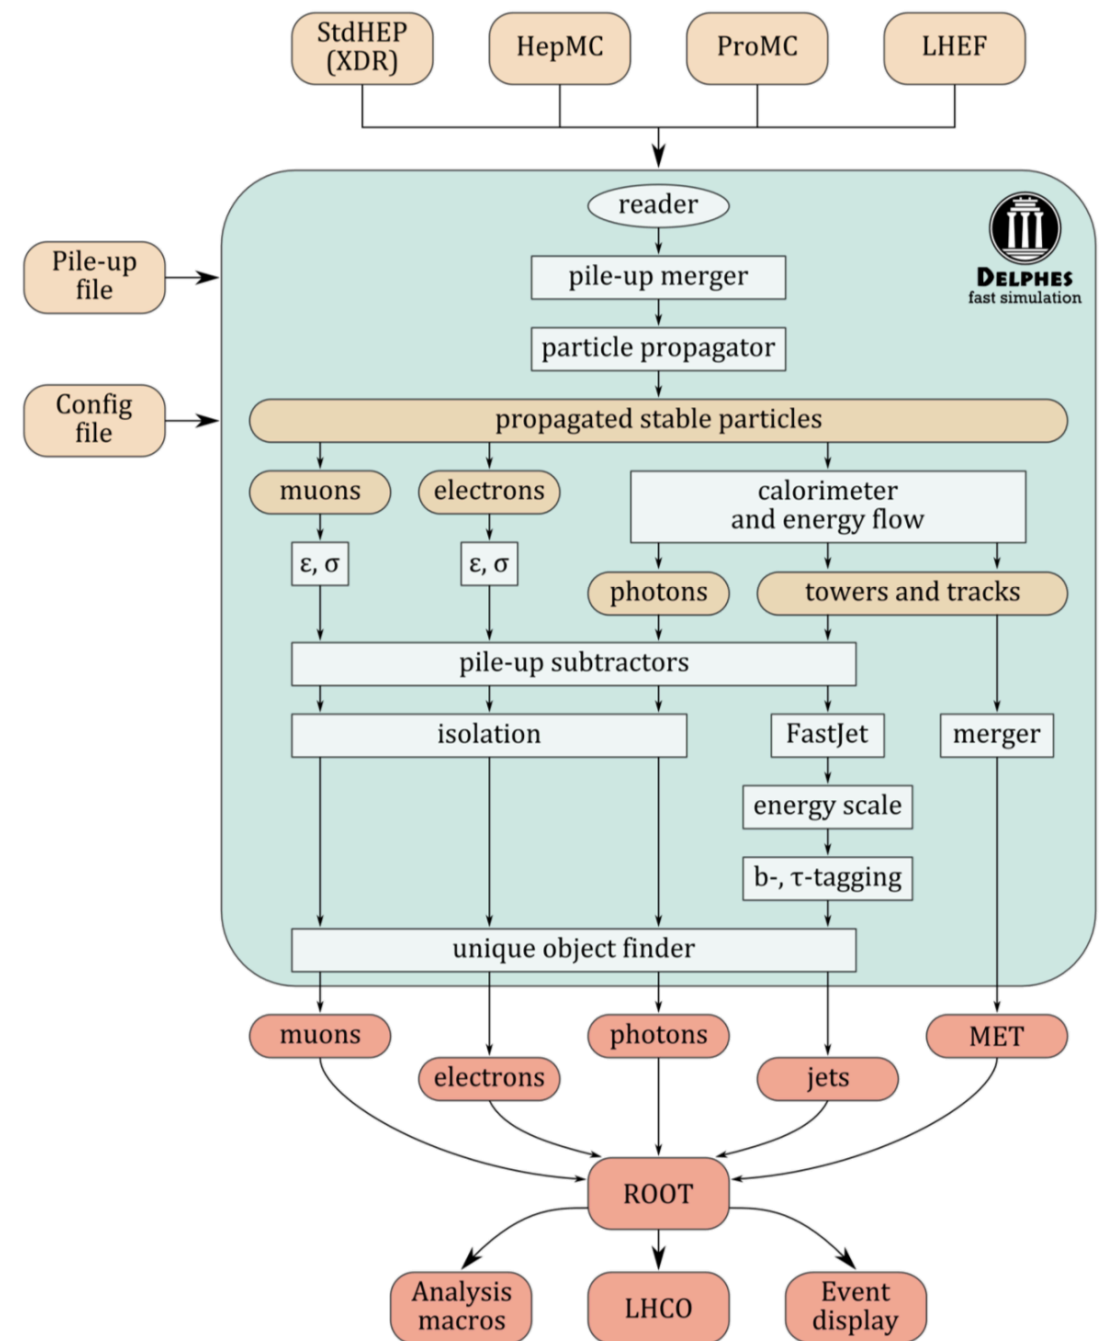 StdHEP
(XDR)
HepMC
ProMC
LHEF
reader
DELPHES
fast simulation
Pile-up
file
pile-up merger
particle propagator
Config
file
propagated stable particles
muons
electrons
calorimeter
and energy flow
ε, σ
ε, σ
photons
towers and tracks
pile-up subtractors
isolation
FastJet
merger
energy scale
b-, τ-tagging
unique object finder
muons
photons
MET
electrons
jets
ROOT
Analysis
macros
LHCO
Event
display